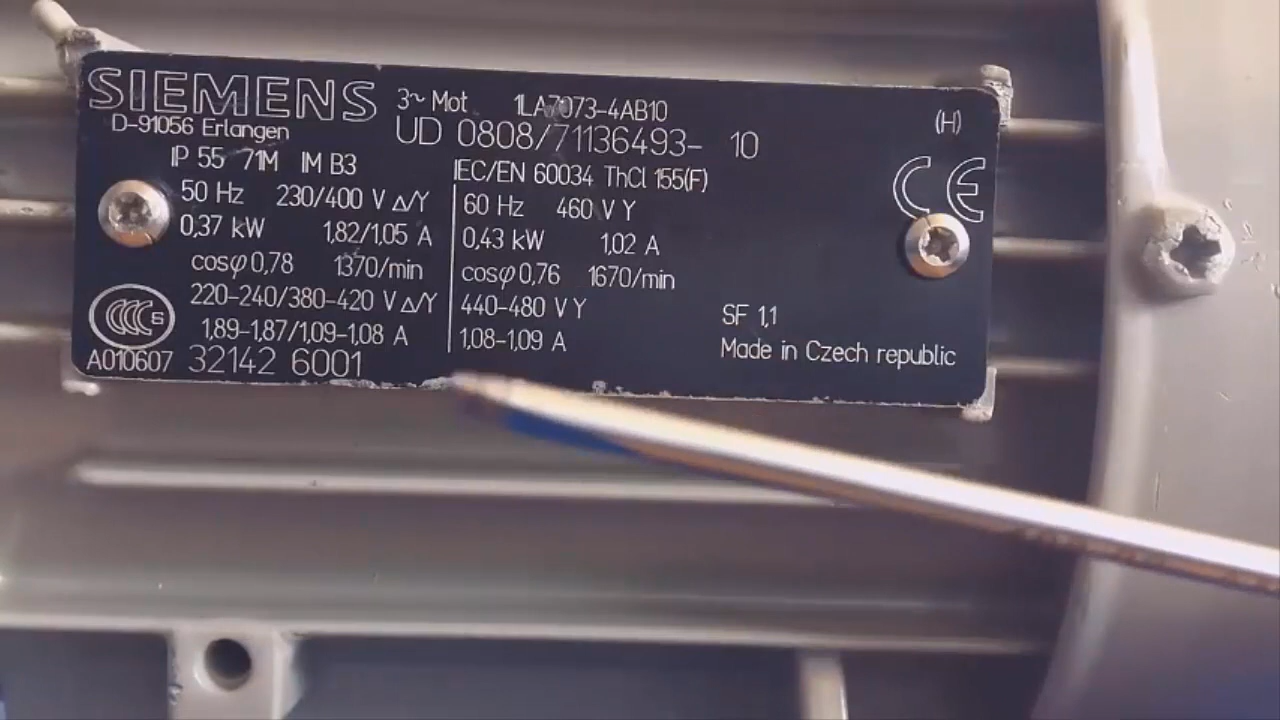 SIEMENS 3~ Mot 1LA7073-4AB10 (H)
D-91056 Erlangen UD 0808/71136493- 10
IP 55 71M IM B3 IEC/EN 60034 ThCl 155(F)
CE
50 Hz 230/400 V Δ/Y 60 Hz 460 V Y
0,37 kW 1,82/1,05 A 0,43 kW 1,02 A
cosφ 0,78 1370/min cosφ 0,76 1670/min
220-240/380-420 V Δ/Y 440-480 V Y
SF 1,1
1,89-1,87/1,09-1,08 A 1,08-1,09 A
Made in Czech republic
CCC S
A010607 32142 6001